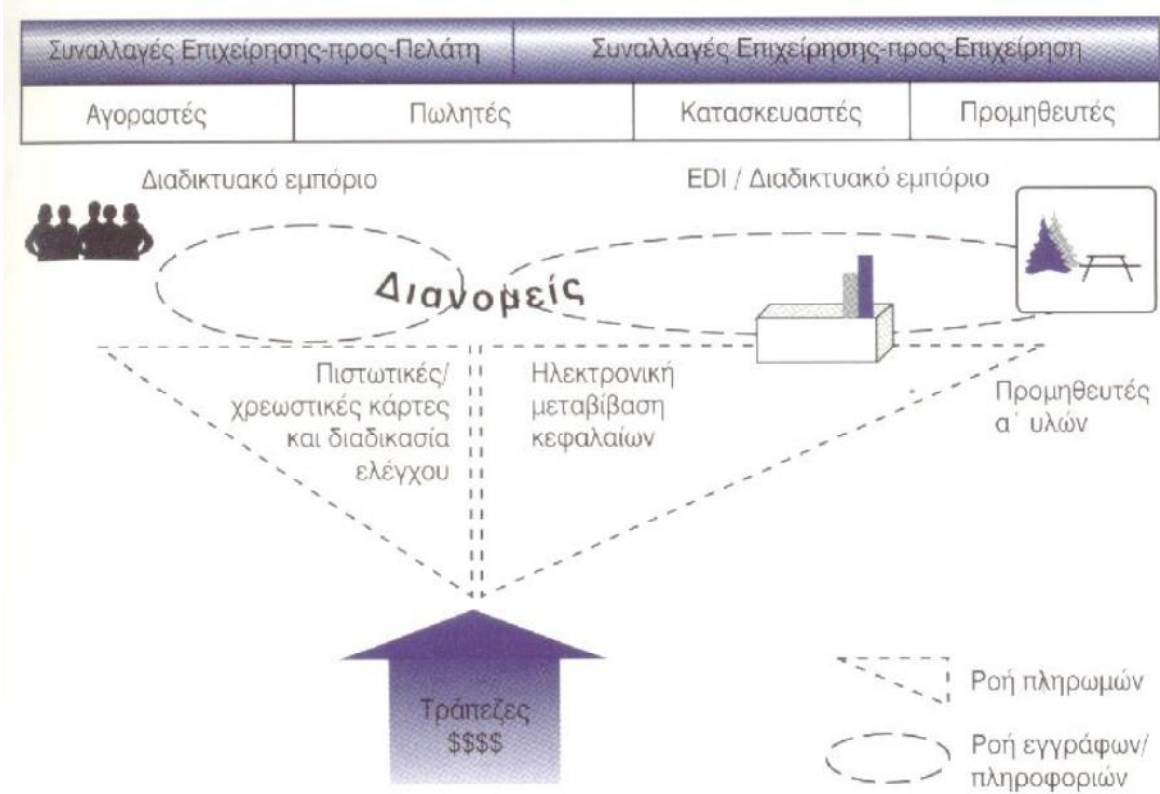 Συναλλαγές Επιχείρησης-προς-Πελάτη
Συναλλαγές Επιχείρησης-προς-Επιχείρηση
Αγοραστές
Πωλητές
Κατασκευαστές
Προμηθευτές
Διαδικτυακό εμπόριο
EDI / Διαδικτυακό εμπόριο
Διανομείς
Πιστωτικές/
χρεωστικές κάρτες
και διαδικασία
ελέγχου
Ηλεκτρονική
μεταβίβαση
κεφαλαίων
Προμηθευτές
α΄ υλών
Τράπεζες
$$$$
Ροή πληρωμών
Ροή εγγράφων/
πληροφοριών